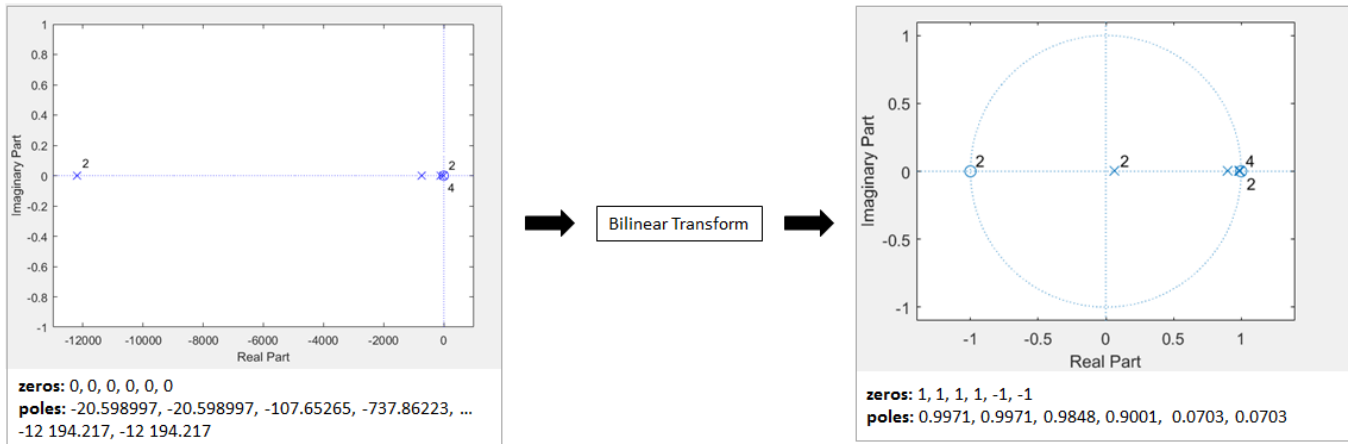 1
0.8
0.6
0.4
0.2
0
-0.2
-0.4
-0.6
-0.8
-1
Imaginary Part
2
2
4
-12000 -10000 -8000 -6000 -4000 -2000 0
Real Part
zeros: 0, 0, 0, 0, 0, 0
poles: -20.598997, -20.598997, -107.65265, -737.86223, ...
-12 194.217, -12 194.217
Bilinear Transform
1
0.5
0
-0.5
-1
Imaginary Part
2
2
4
2
-1 -0.5 0 0.5 1
Real Part
zeros: 1, 1, 1, 1, -1, -1
poles: 0.9971, 0.9971, 0.9848, 0.9001, 0.0703, 0.0703